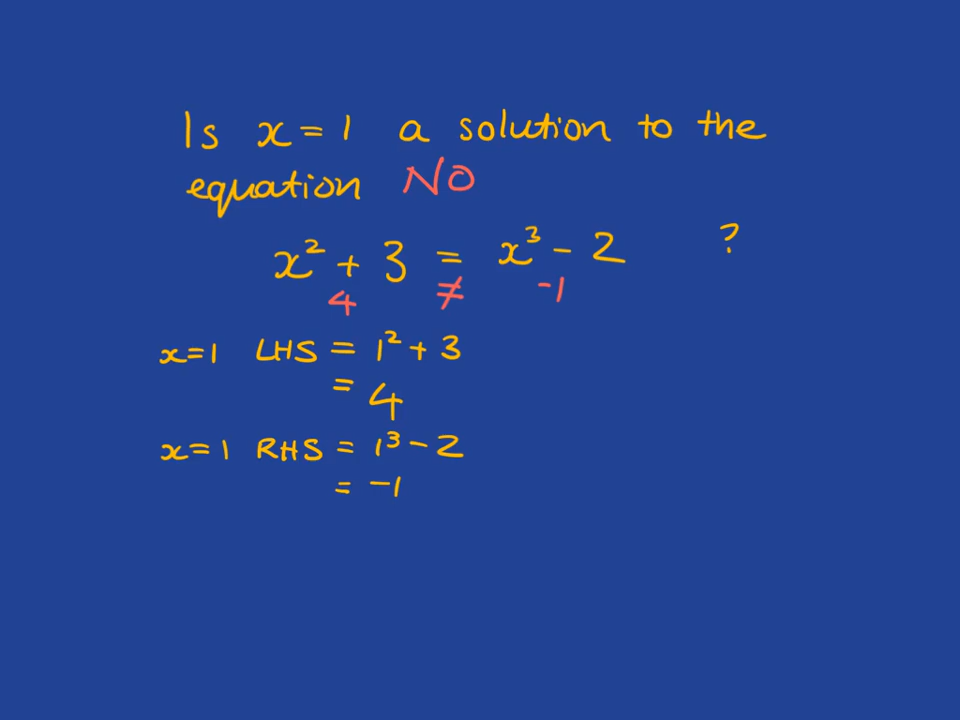 Is x = 1 a solution to the
equation NO
x² + 3 = x³ - 2 ?
4 ≠ -1
x=1 LHS = 1² + 3
= 4
x=1 RHS = 1³ - 2
= -1